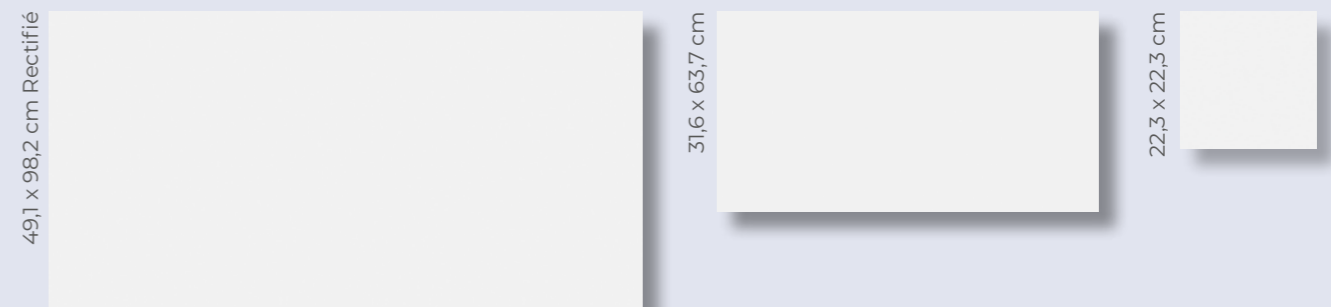 49,1 x 98,2 cm Rectifié
31,6 x 63,7 cm
22,3 x 22,3 cm